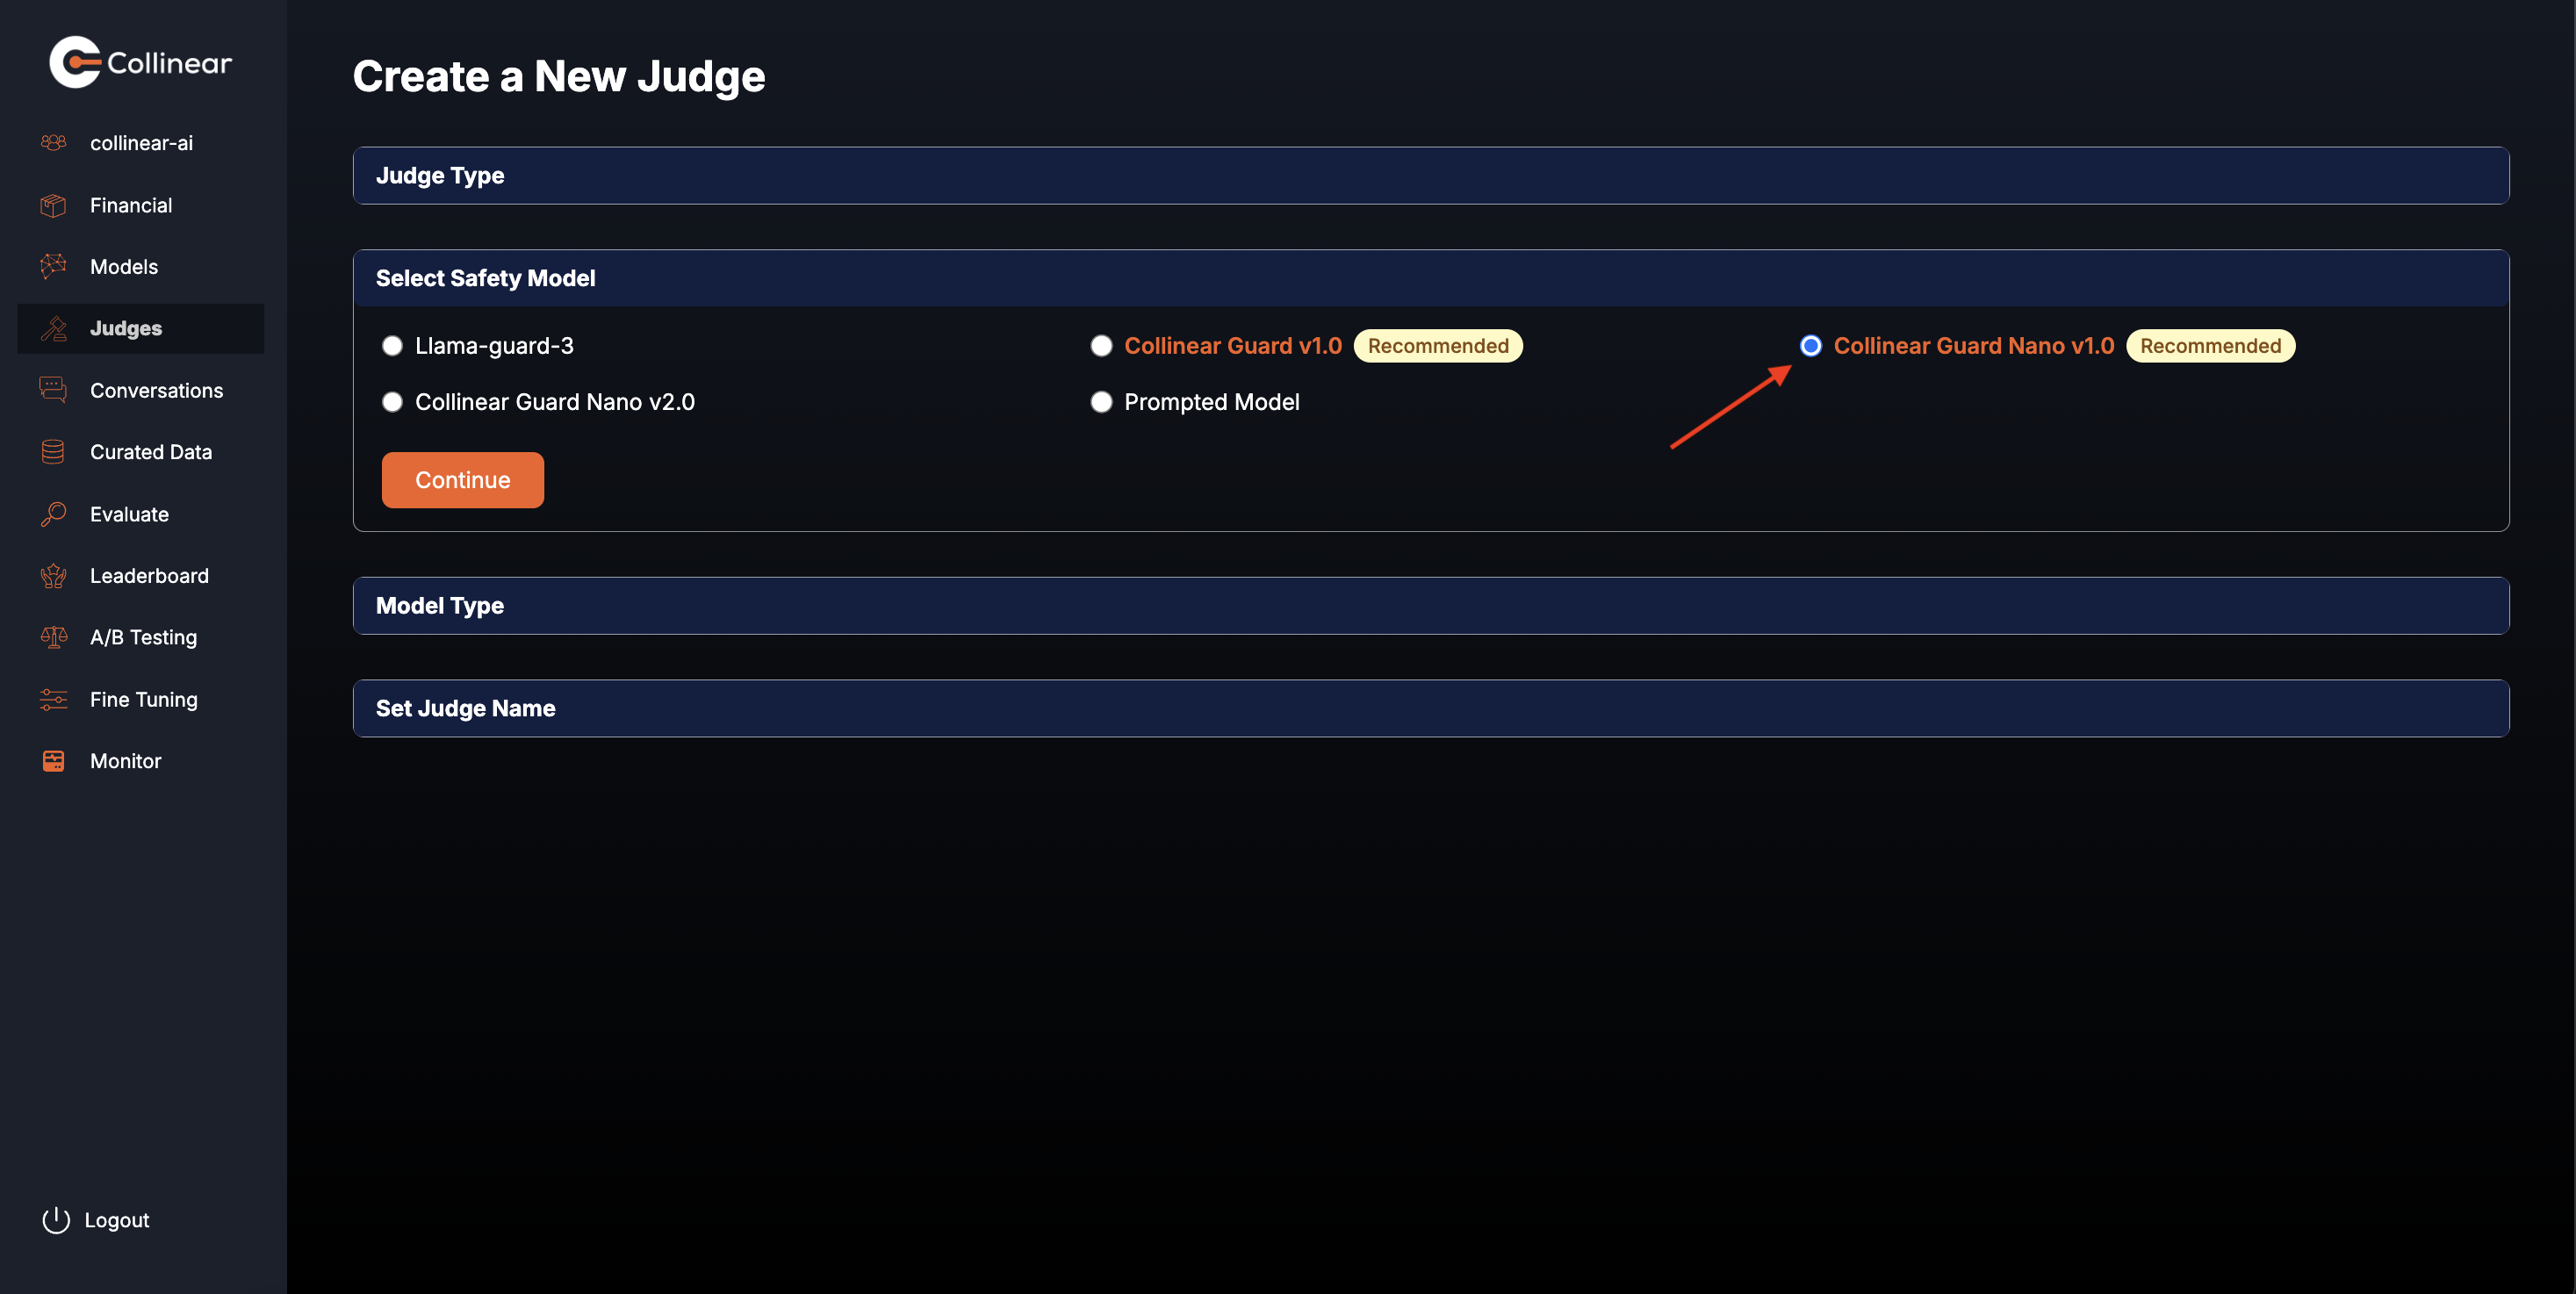 Collinear
collinear-ai
Financial
Models
Judges
Conversations
Curated Data
Evaluate
Leaderboard
A/B Testing
Fine Tuning
Monitor
Logout
Create a New Judge
Judge Type
Select Safety Model
Llama-guard-3
Collinear Guard v1.0 Recommended
Collinear Guard Nano v1.0 Recommended
Collinear Guard Nano v2.0
Prompted Model
Continue
Model Type
Set Judge Name